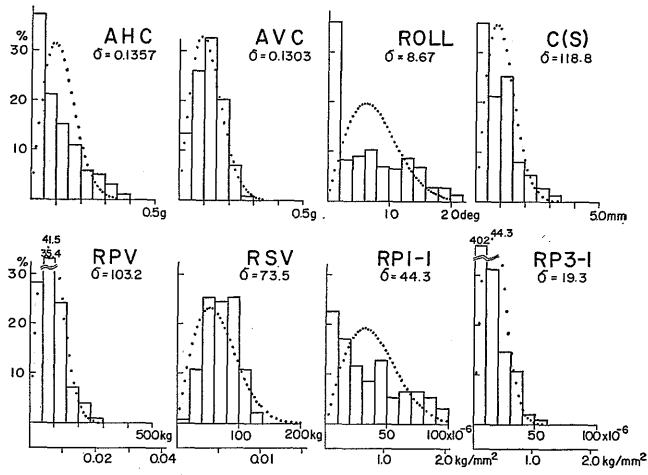 %
30
20
10
AHC
σ=0.1357
0.5g
AVC
σ=0.1303
0.5g
ROLL
σ=8.67
10
20deg
C(S)
σ=118.8
5.0mm
%
30
20
10
41.5
35.4
RPV
σ=103.2
500kg
0.02 0.04
RSV
σ=73.5
100 200kg
0.01
RP1-1
σ=44.3
50 100x10-6
1.0 2.0kg/mm2
402
44.3
RP3-1
σ=19.3
50 100x10-6
1.0 2.0kg/mm2